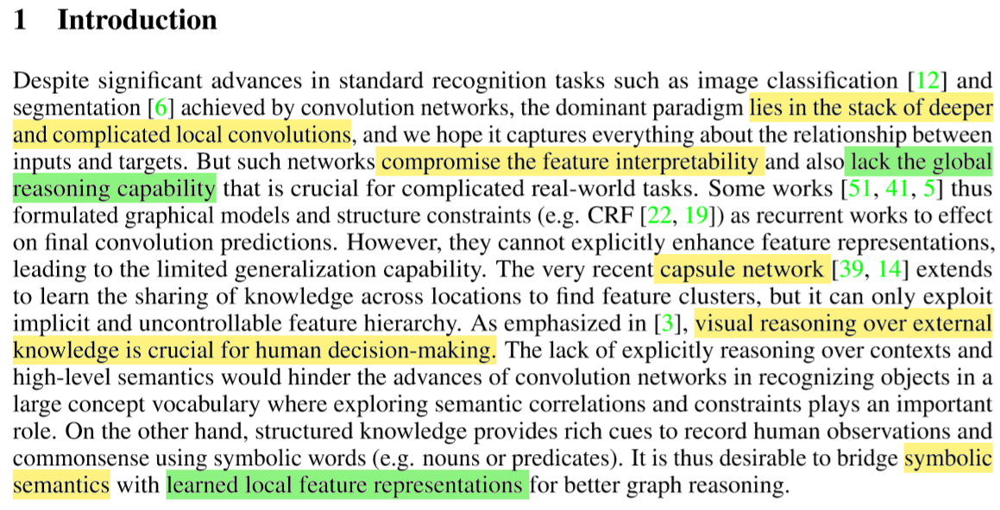 1 Introduction
Despite significant advances in standard recognition tasks such as image classification [12] and
segmentation [6] achieved by convolution networks, the dominant paradigm lies in the stack of deeper
and complicated local convolutions, and we hope it captures everything about the relationship between
inputs and targets. But such networks compromise the feature interpretability and also lack the global
reasoning capability that is crucial for complicated real-world tasks. Some works [51, 41, 5] thus
formulated graphical models and structure constraints (e.g. CRF [22, 19]) as recurrent works to effect
on final convolution predictions. However, they cannot explicitly enhance feature representations,
leading to the limited generalization capability. The very recent capsule network [39, 14] extends
to learn the sharing of knowledge across locations to find feature clusters, but it can only exploit
implicit and uncontrollable feature hierarchy. As emphasized in [3], visual reasoning over external
knowledge is crucial for human decision-making. The lack of explicitly reasoning over contexts and
high-level semantics would hinder the advances of convolution networks in recognizing objects in a
large concept vocabulary where exploring semantic correlations and constraints plays an important
role. On the other hand, structured knowledge provides rich cues to record human observations and
commonsense using symbolic words (e.g. nouns or predicates). It is thus desirable to bridge symbolic
semantics with learned local feature representations for better graph reasoning.